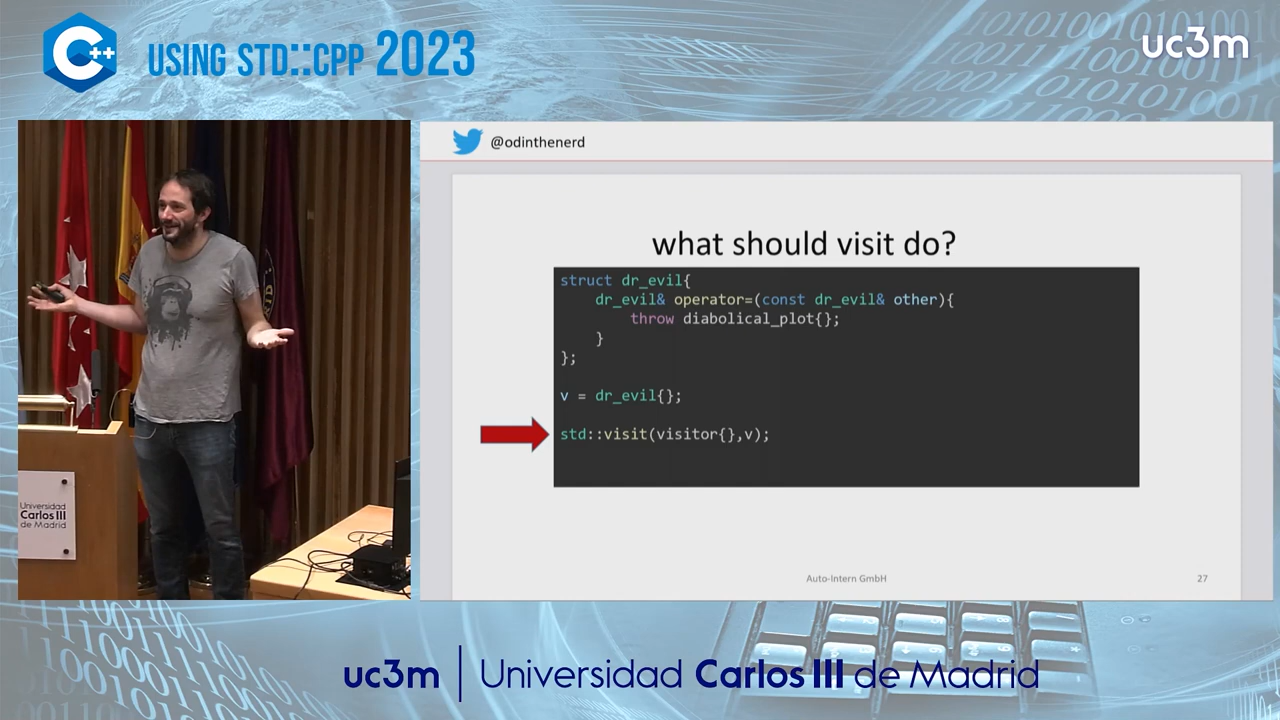 C++
USING STD::CPP 2023
uc3m
@odinthenerd
what should visit do?
struct dr_evil{
    dr_evil& operator=(const dr_evil& other){
        throw diabolical_plot{};
    }
};
v = dr_evil{};
std::visit(visitor{},v);
Auto-Intern GmbH
27
Universidad
Carlos III
de Madrid
uc3m | Universidad Carlos III de Madrid